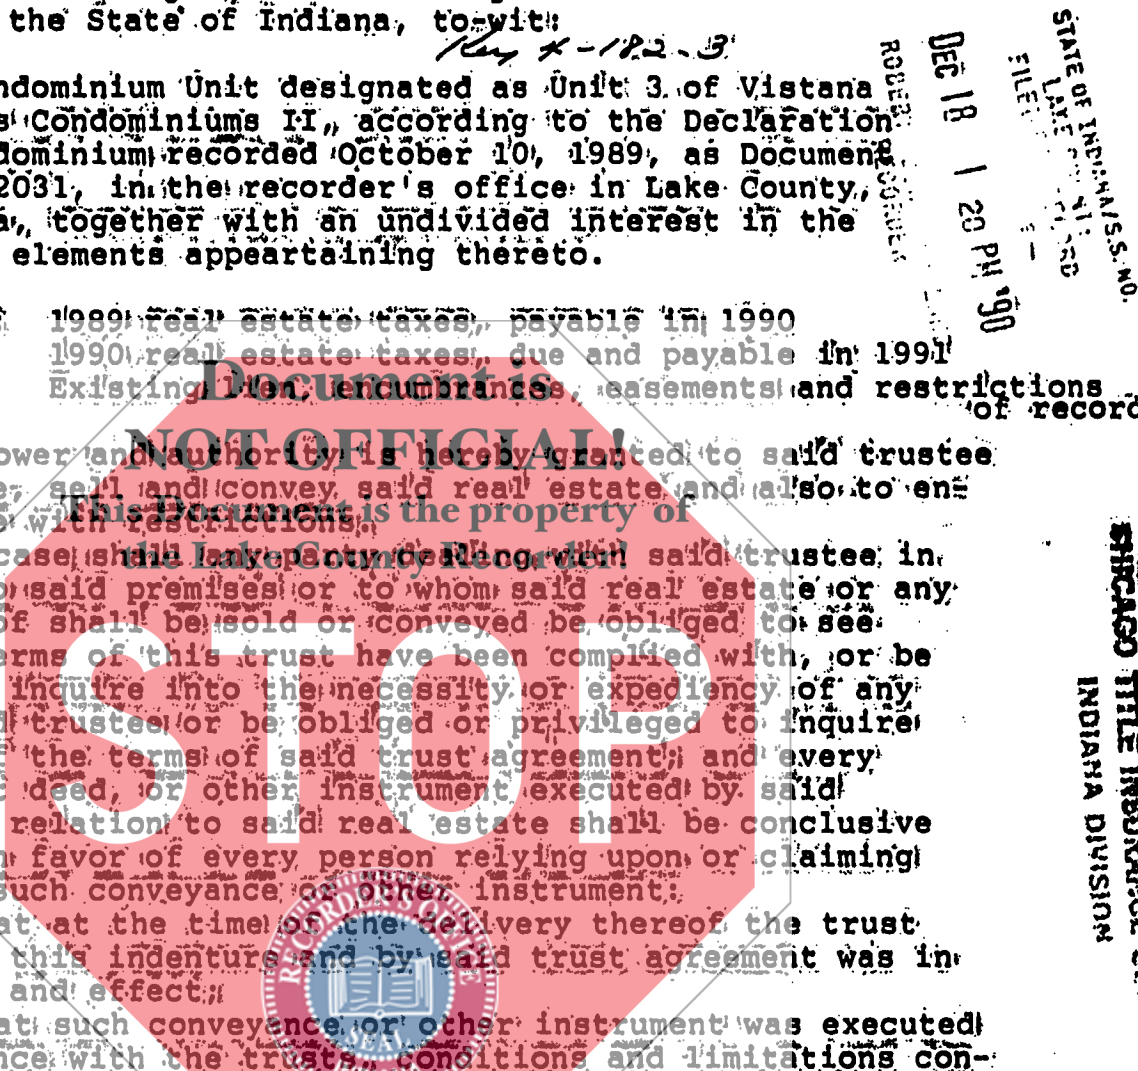 the State of Indiana, to-wit:
Key #-182-3
ndominium Unit designated as Unit 3 of Vistana
s Condominiums II, according to the Declaration
dominium recorded October 10, 1989, as Document
2031, in the recorder's office in Lake County,
a, together with an undivided interest in the
elements appeartaining thereto.
1989 real estate taxes, payable in 1990
1990 real estate taxes, due and payable in 1991
Existing lien, encumbrances, easements and restrictions
of record
ower and authority is hereby granted to said trustee
e, sell and convey said real estate and also to en=
with restrictions.
case shall any party dealing with said trustee in
o said premises or to whom said real estate or any
of shall be sold or conveyed be obliged to see
erms of this trust have been complied with, or be
inquire into the necessity or expediency of any
d trustee or be obliged or privileged to inquire
the terms of said trust agreement; and every
deed, or other instrument executed by said
relation to said real estate shall be conclusive
n favor of every person relying upon or claiming
such conveyance or other instrument;
at at the time of the delivery thereof the trust
this indenture and by said trust agreement was in
and effect;
at such conveyance or other instrument was executed
nce with the trusts, conditions and limitations con-
Document is
NOT OFFICIAL!
This Document is the property of
the Lake County Recorder!
STOP
RECORDER'S OFFICE
SEAL
STATE OF INDIANA/S.S. NO.
LAKE
DEC 18 1 20 PM '90
RECORDER
CHICAGO TITLE INSURANCE
INDIANA DIVISION